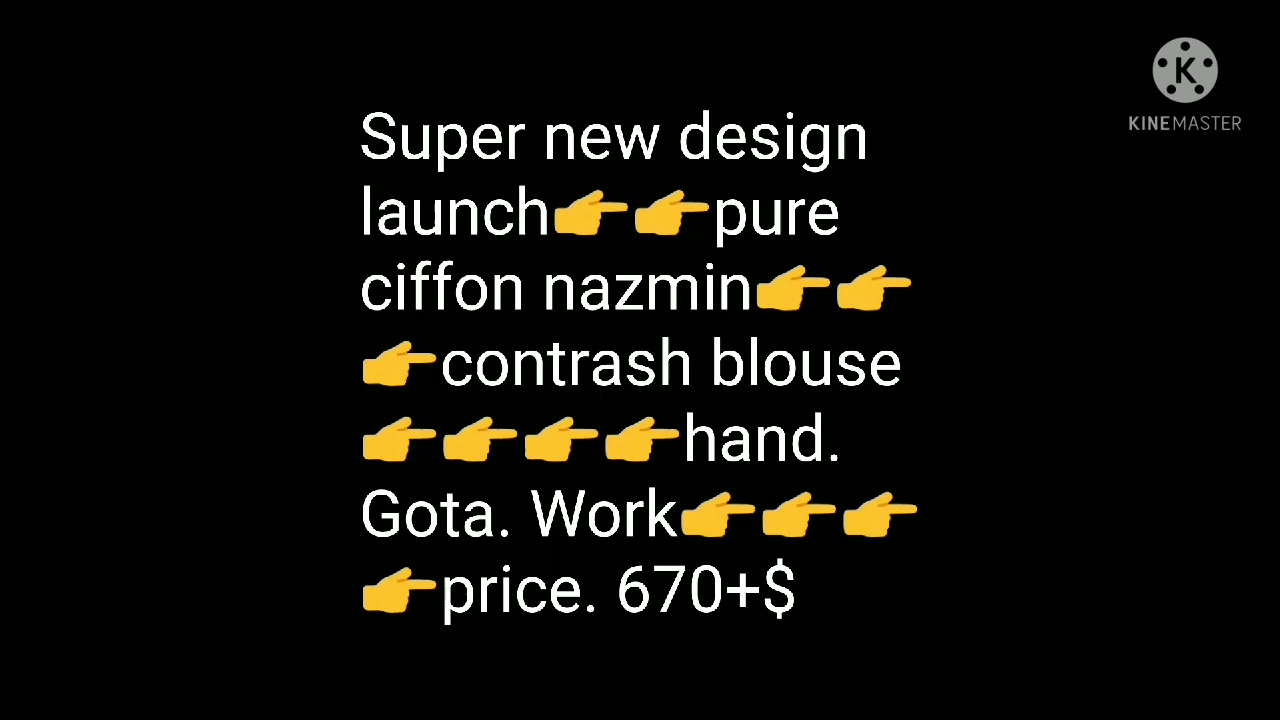 Super new design
launch👉👉pure
ciffon nazmin👉👉
👉contrash blouse
👉👉👉👉hand.
Gota. Work👉👉👉
👉price. 670+$
K
KINEMASTER